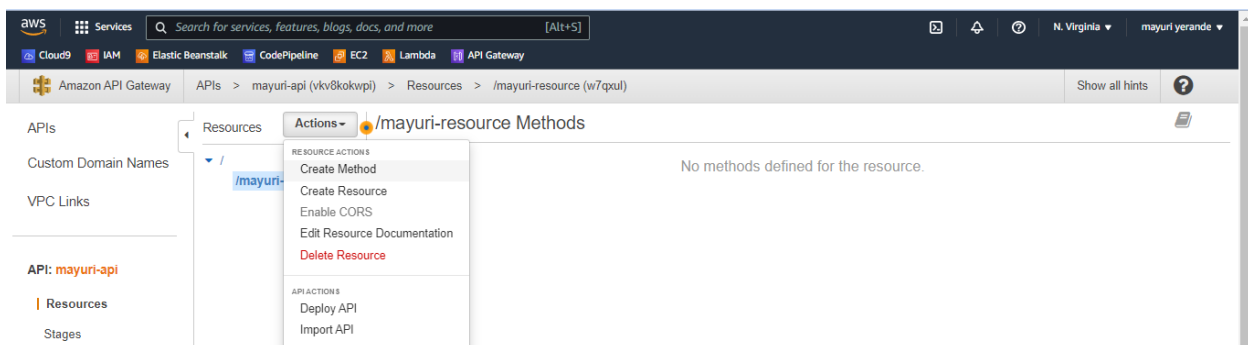 aws Services Search for services, features, blogs, docs, and more [Alt+S] N. Virginia ▼ mayuri yerande ▼
Cloud9 IAM Elastic Beanstalk CodePipeline EC2 Lambda API Gateway
Amazon API Gateway APIs > mayuri-api (vkv8kokwpi) > Resources > /mayuri-resource (w7qxul) Show all hints ?
APIs
Custom Domain Names
VPC Links
API: mayuri-api
Resources
Stages
Resources Actions /mayuri-resource Methods
/
/mayuri-
RESOURCE ACTIONS
Create Method
Create Resource
Enable CORS
Edit Resource Documentation
Delete Resource
API ACTIONS
Deploy API
Import API
No methods defined for the resource.